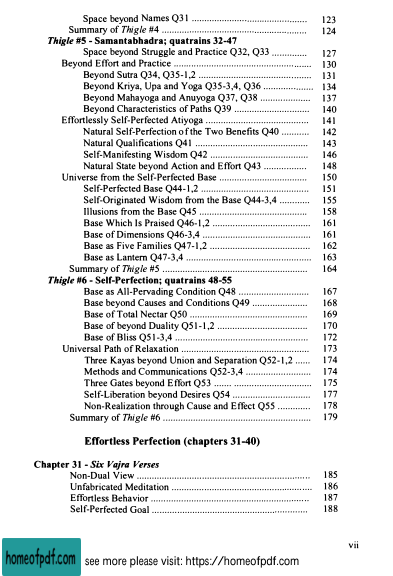 Space beyond Names Q31 ........................................ 123
Summary of Thigle #4 .................................................. 124
Thigle #5 - Samantabhadra; quatrains 32-47
Space beyond Struggle and Practice Q32, Q33 ............ 127
Beyond Effort and Practice ................................................ 130
Beyond Sutra Q34, Q35-1,2 ....................................... 131
Beyond Kriya, Upa and Yoga Q35-3,4, Q36 ................... 134
Beyond Mahayoga and Anuyoga Q37, Q38 .................. 137
Beyond Characteristics of Paths Q39 .......................... 140
Effortlessly Self-Perfected Atiyoga ................................. 141
Natural Self-Perfection of the Two Benefits Q40 .......... 142
Natural Qualifications Q41 ......................................... 143
Self-Manifesting Wisdom Q42 .................................... 146
Natural State beyond Action and Effort Q43 ............... 148
Universe from the Self-Perfected Base ............................ 150
Self-Perfected Base Q44-1,2 ....................................... 151
Self-Originated Wisdom from the Base Q44-3,4 ........... 155
Illusions from the Base Q45 ....................................... 158
Base Which Is Praised Q46-1,2 ................................... 161
Base of Dimensions Q46-3,4 ...................................... 161
Base as Five Families Q47-1,2 .................................... 162
Base as Lantern Q47-3,4 ............................................ 163
Summary of Thigle #5 .................................................. 164
Thigle #6 - Self-Perfection; quatrains 48-55
Base as All-Pervading Condition Q48 .......................... 167
Base beyond Causes and Conditions Q49 ...................... 168
Base of Total Nectar Q50 ........................................... 169
Base of beyond Duality Q51-1,2 ................................. 170
Base of Bliss Q51-3,4 ................................................ 172
Universal Path of Relaxation .......................................... 173
Three Kayas beyond Union and Separation Q52-1,2 ...... 174
Methods and Communications Q52-3,4 ...................... 174
Three Gates beyond Effort Q53 .................................. 175
Self-Liberation beyond Desires Q54 ........................... 177
Non-Realization through Cause and Effect Q55 ............ 178
Summary of Thigle #6 .................................................. 179
Effortless Perfection (chapters 31-40)
Chapter 31 - Six Vajra Verses
Non-Dual View ............................................................ 185
Unfabricated Meditation ................................................ 186
Effortless Behavior ....................................................... 187
Self-Perfected Goal ...................................................... 188
vii
homeofpdf.com see more please visit: https://homeofpdf.com